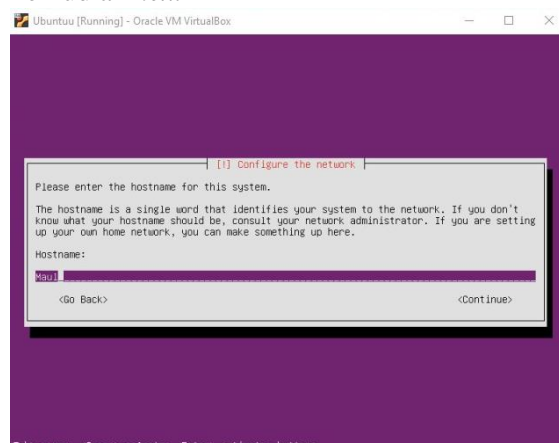 Ubuntuu [Running] - Oracle VM VirtualBox
[!] Configure the network
Please enter the hostname for this system.
The hostname is a single word that identifies your system to the network. If you don't
know what your hostname should be, consult your network administrator. If you are setting
up your own home network, you can make something up here.
Hostname:
Maul
<Go Back> <Continue>